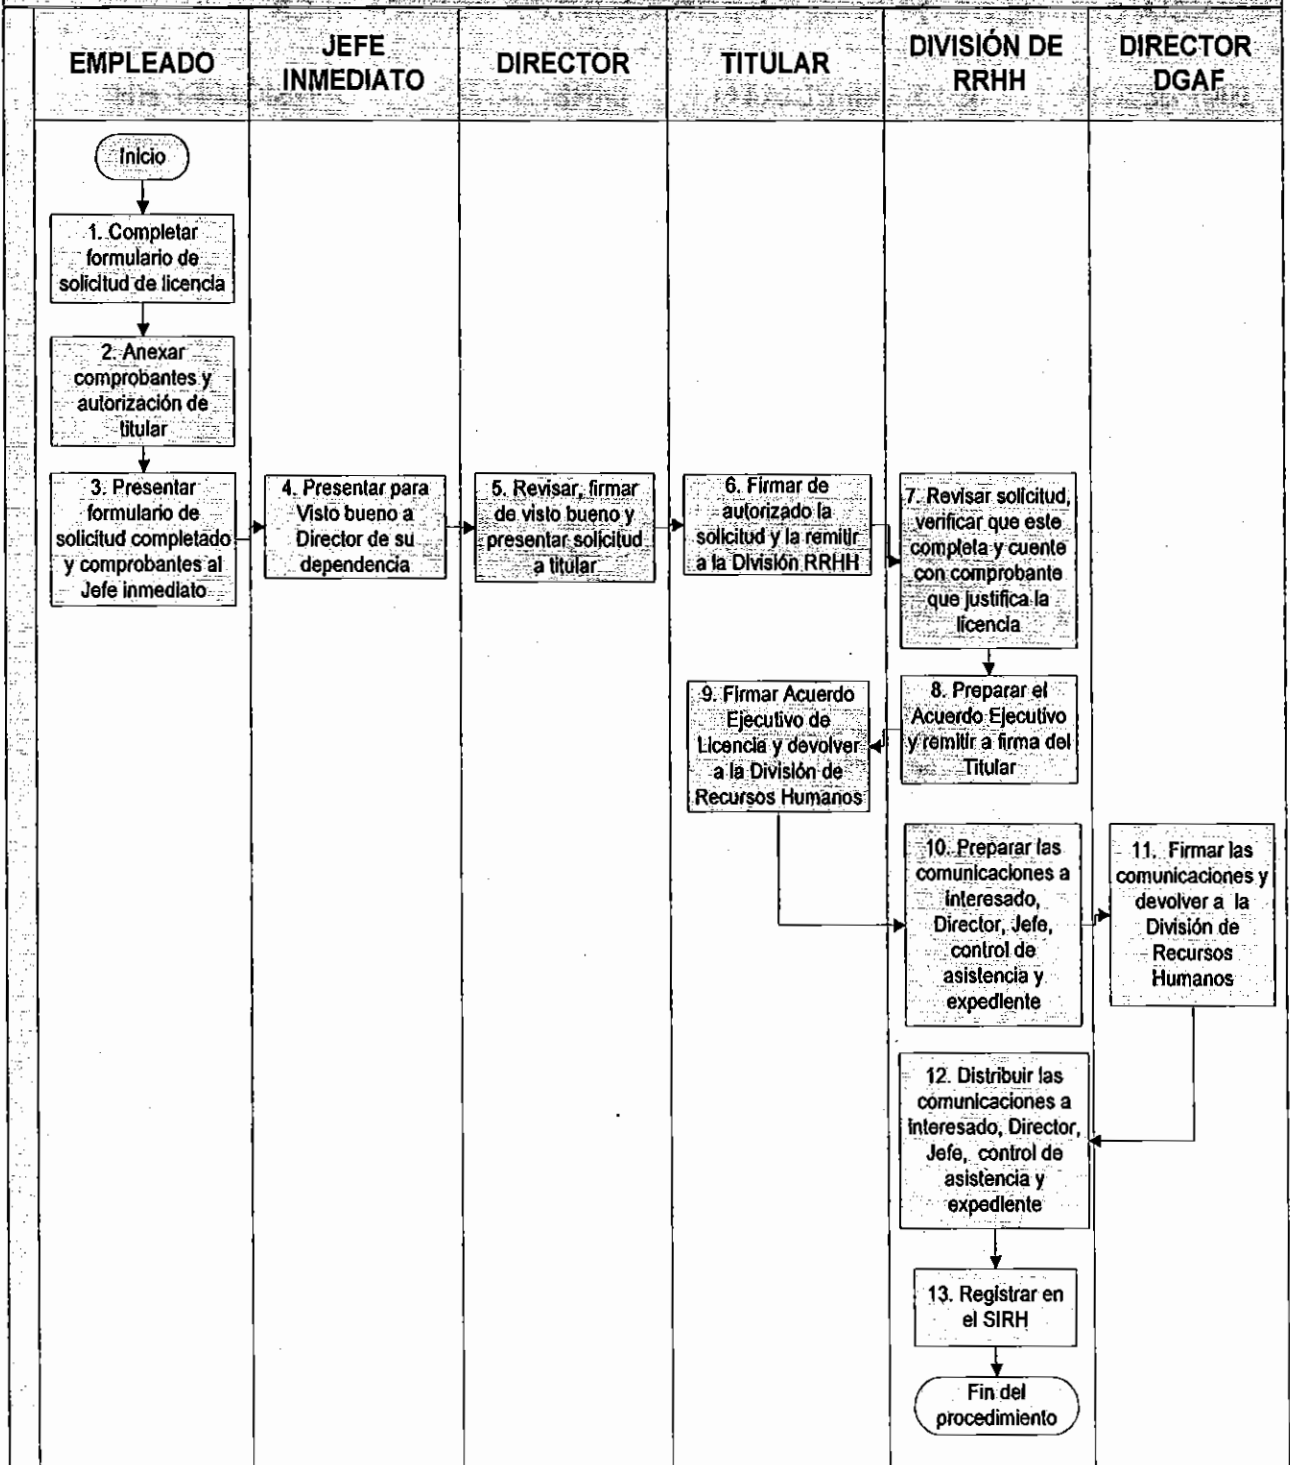 EMPLEADO
JEFE
INMEDIATO
DIRECTOR
TITULAR
DIVISIÓN DE
RRHH
DIRECTOR
DGAF
Inicio
1. Completar
formulario de
solicitud de licencia
2. Anexar
comprobantes y
autorización de
titular
3. Presentar
formulario de
solicitud completado
y comprobantes al
Jefe inmediato
4. Presentar para
Visto bueno a
Director de su
dependencia
5. Revisar, firmar
de visto bueno y
presentar solicitud
a titular
6. Firmar de
autorizado la
solicitud y la remitir
a la División RRHH
7. Revisar solicitud,
verificar que este
completa y cuente
con comprobante
que justifica la
licencia
8. Preparar el
Acuerdo Ejecutivo
y remitir a firma del
Titular
9. Firmar Acuerdo
Ejecutivo de
Licencia y devolver
a la División de
Recursos Humanos
10. Preparar las
comunicaciones a
interesado,
Director, Jefe,
control de
asistencia y
expediente
11. Firmar las
comunicaciones y
devolver a la
División de
Recursos
Humanos
12. Distribuir las
comunicaciones a
interesado, Director,
Jefe, control de
asistencia y
expediente
13. Registrar en
el SIRH
Fin del
procedimiento